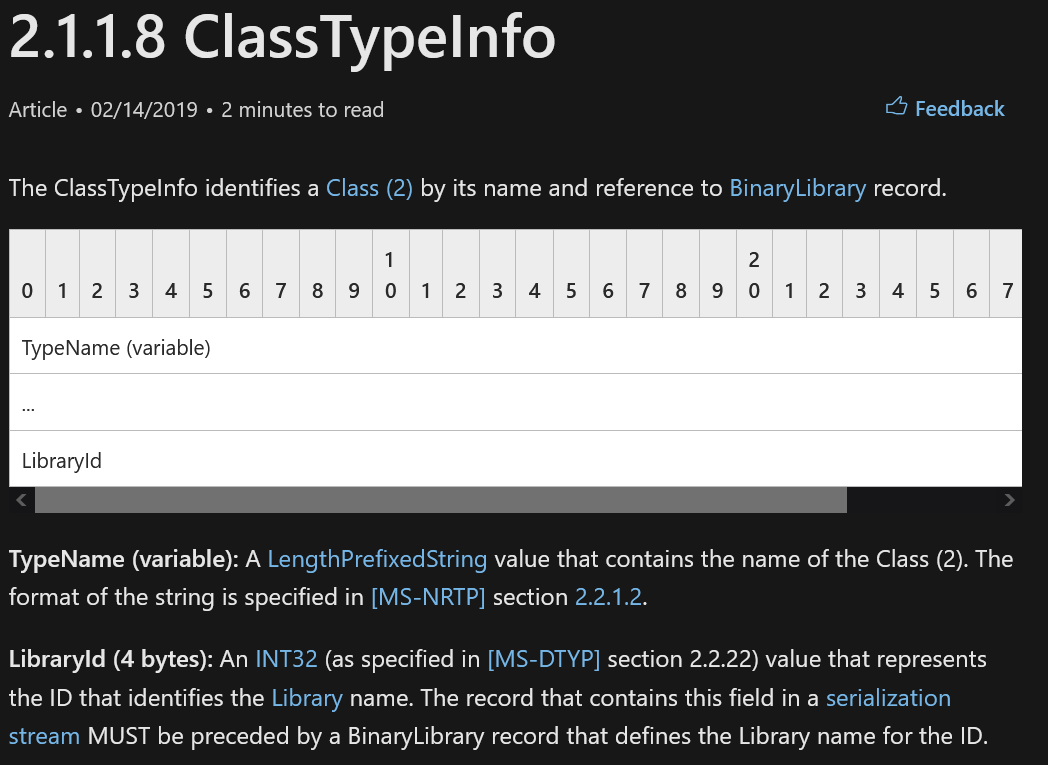 2.1.1.8 ClassTypeInfo
Article • 02/14/2019 • 2 minutes to read
Feedback
The ClassTypeInfo identifies a Class (2) by its name and reference to BinaryLibrary record.
1 2
0 1 2 3 4 5 6 7 8 9 0 1 2 3 4 5 6 7 8 9 0 1 2 3 4 5 6 7
TypeName (variable)
...
LibraryId
TypeName (variable): A LengthPrefixedString value that contains the name of the Class (2). The
format of the string is specified in [MS-NRTP] section 2.2.1.2.
LibraryId (4 bytes): An INT32 (as specified in [MS-DTYP] section 2.2.22) value that represents
the ID that identifies the Library name. The record that contains this field in a serialization
stream MUST be preceded by a BinaryLibrary record that defines the Library name for the ID.